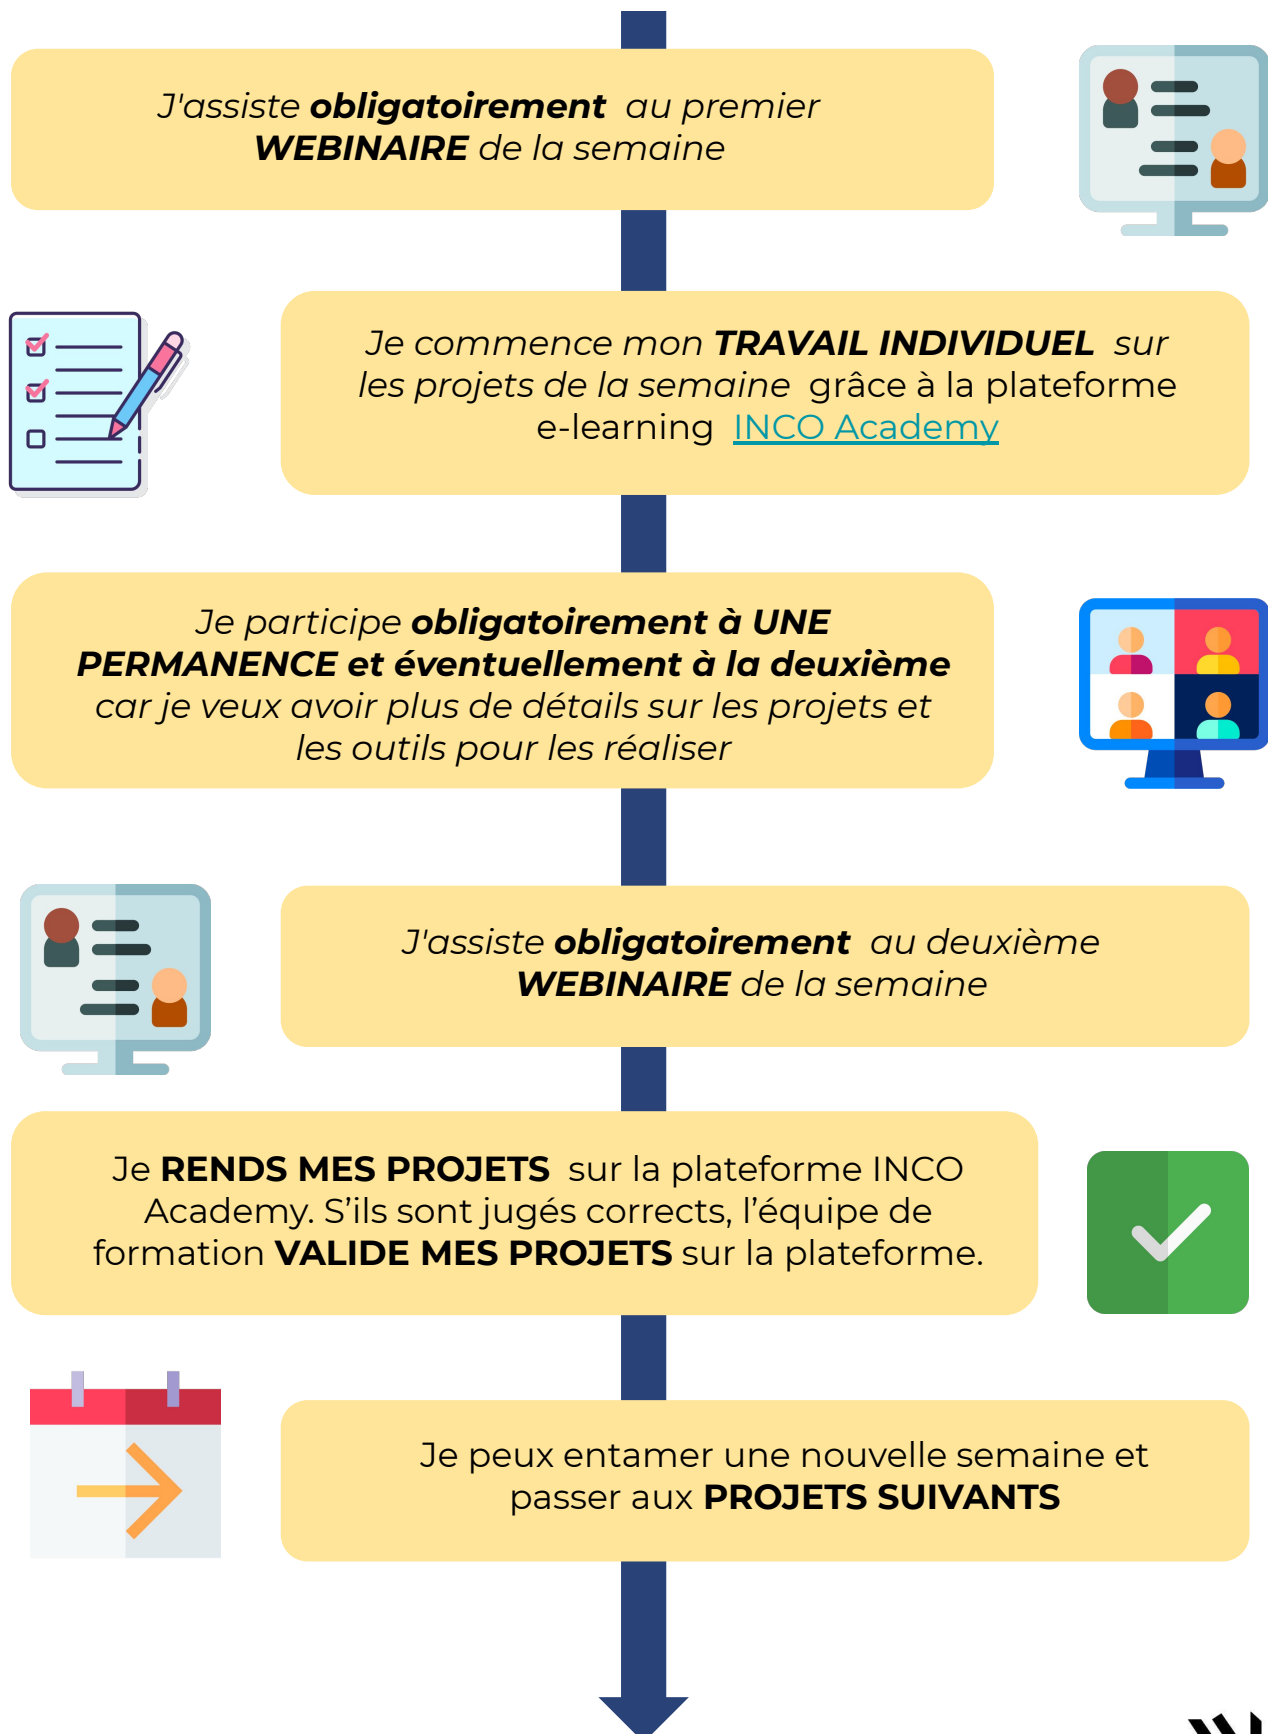 J'assiste obligatoirement au premier
WEBINAIRE de la semaine
Je commence mon TRAVAIL INDIVIDUEL sur
les projets de la semaine grâce à la plateforme
e-learning INCO Academy
Je participe obligatoirement à UNE
PERMANENCE et éventuellement à la deuxième
car je veux avoir plus de détails sur les projets et
les outils pour les réaliser
J'assiste obligatoirement au deuxième
WEBINAIRE de la semaine
Je RENDS MES PROJETS sur la plateforme INCO
Academy. S’ils sont jugés corrects, l’équipe de
formation VALIDE MES PROJETS sur la plateforme.
Je peux entamer une nouvelle semaine et
passer aux PROJETS SUIVANTS